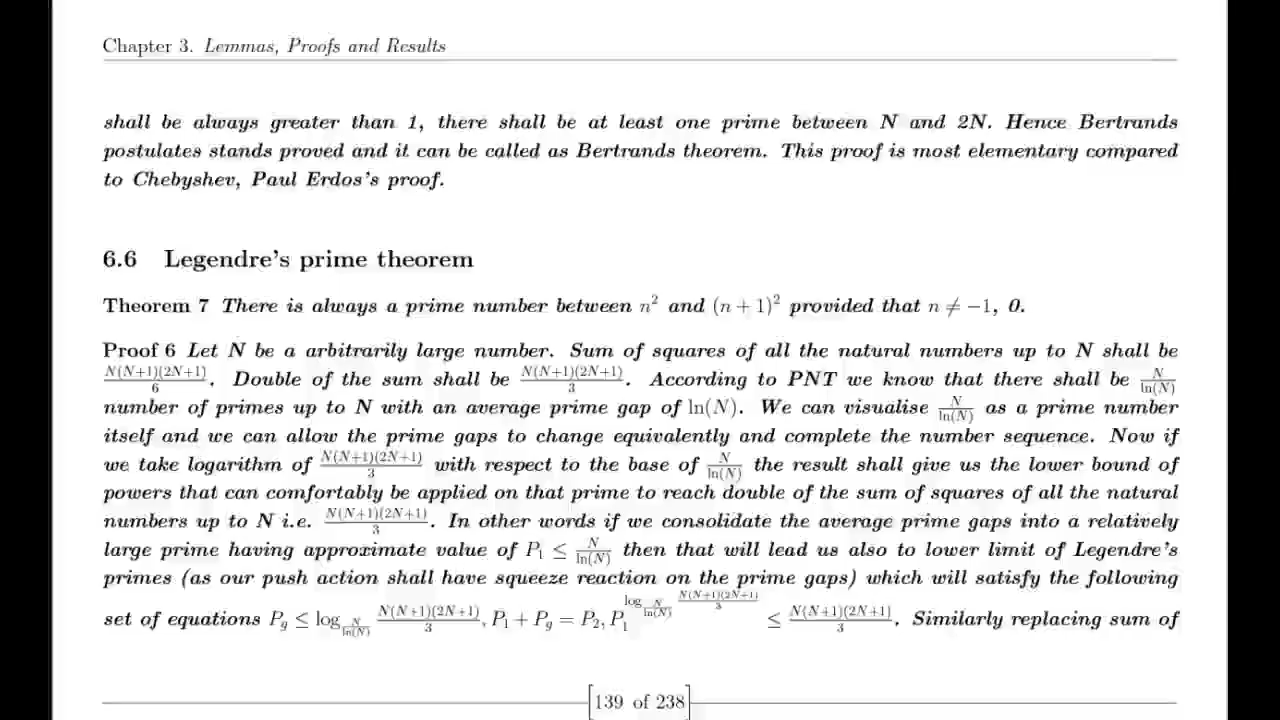 Chapter 3. Lemmas, Proofs and Results
shall be always greater than 1, there shall be at least one prime between N and 2N. Hence Bertrands
postulates stands proved and it can be called as Bertrands theorem. This proof is most elementary compared
to Chebyshev, Paul Erdos's proof.
6.6 Legendre's prime theorem
Theorem 7 There is always a prime number between n² and (n + 1)² provided that n ≠ −1, 0.
Proof 6 Let N be a arbitrarily large number. Sum of squares of all the natural numbers up to N shall be
N(N+1)(2N+1)/6. Double of the sum shall be N(N+1)(2N+1)/3. According to PNT we know that there shall be N/ln(N)
number of primes up to N with an average prime gap of ln(N). We can visualise N/ln(N) as a prime number
itself and we can allow the prime gaps to change equivalently and complete the number sequence. Now if
we take logarithm of N(N+1)(2N+1)/3 with respect to the base of N/ln(N) the result shall give us the lower bound of
powers that can comfortably be applied on that prime to reach double of the sum of squares of all the natural
numbers up to N i.e. N(N+1)(2N+1)/3. In other words if we consolidate the average prime gaps into a relatively
large prime having approximate value of P₁ ≤ N/ln(N) then that will lead us also to lower limit of Legendre's
primes (as our push action shall have squeeze reaction on the prime gaps) which will satisfy the following
set of equations P_g ≤ log_{N/ln(N)} N(N+1)(2N+1)/3, P₁ + P_g = P₂, P₁^{log_{N/ln(N)} N(N+1)(2N+1)/3} ≤ N(N+1)(2N+1)/3. Similarly replacing sum of
139 of 238